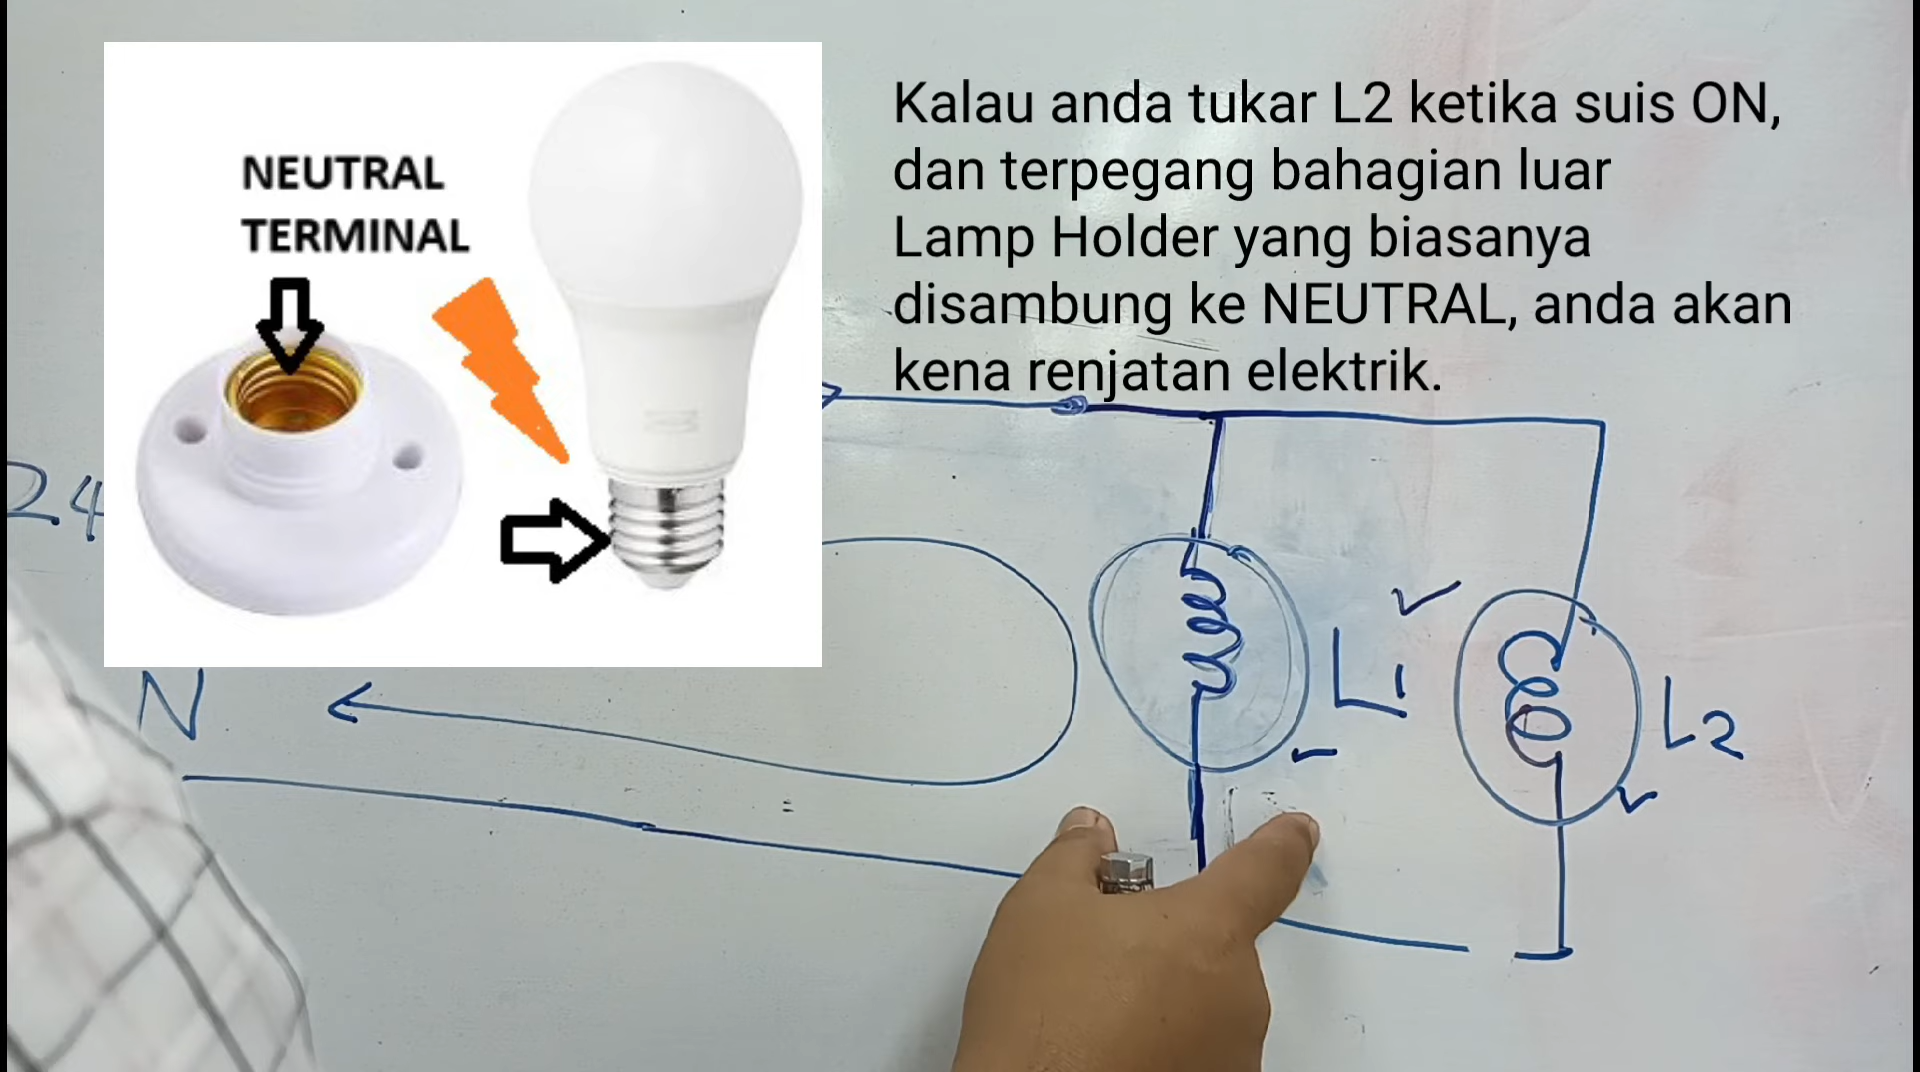 NEUTRAL
TERMINAL
Kalau anda tukar L2 ketika suis ON,
dan terpegang bahagian luar
Lamp Holder yang biasanya
disambung ke NEUTRAL, anda akan
kena renjatan elektrik.
24
N
L1
L2